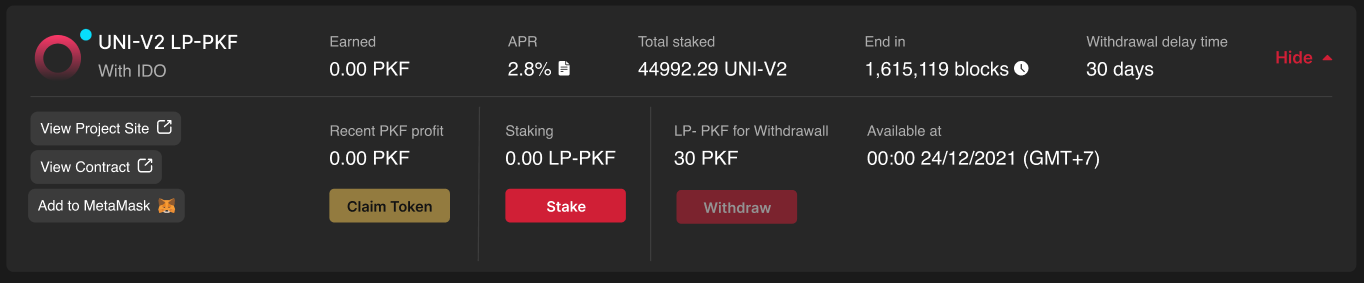 UNI-V2 LP-PKF
With IDO
Earned
0.00 PKF
APR
2.8%
Total staked
44992.29 UNI-V2
End in
1,615,119 blocks
Withdrawal delay time
30 days
Hide
View Project Site
View Contract
Add to MetaMask
Recent PKF profit
0.00 PKF
Claim Token
Staking
0.00 LP-PKF
Stake
LP- PKF for Withdrawall
30 PKF
Withdraw
Available at
00:00 24/12/2021 (GMT+7)